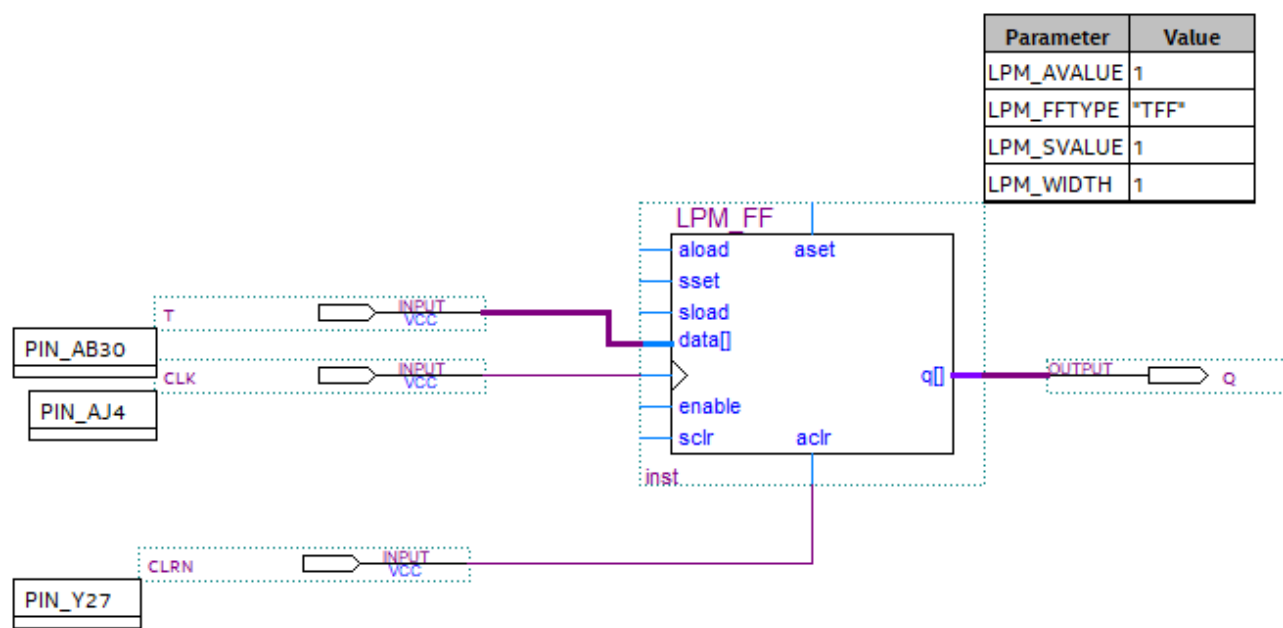 Parameter Value
LPM_AVALUE 1
LPM_FFTYPE "TFF"
LPM_SVALUE 1
LPM_WIDTH 1
LPM_FF
aload aset
sset
sload
data[]
enable
sclr aclr
q[]
inst
T INPUT
VCC
PIN_AB30
CLK INPUT
VCC
PIN_AJ4
OUTPUT Q
CLRN INPUT
VCC
PIN_Y27